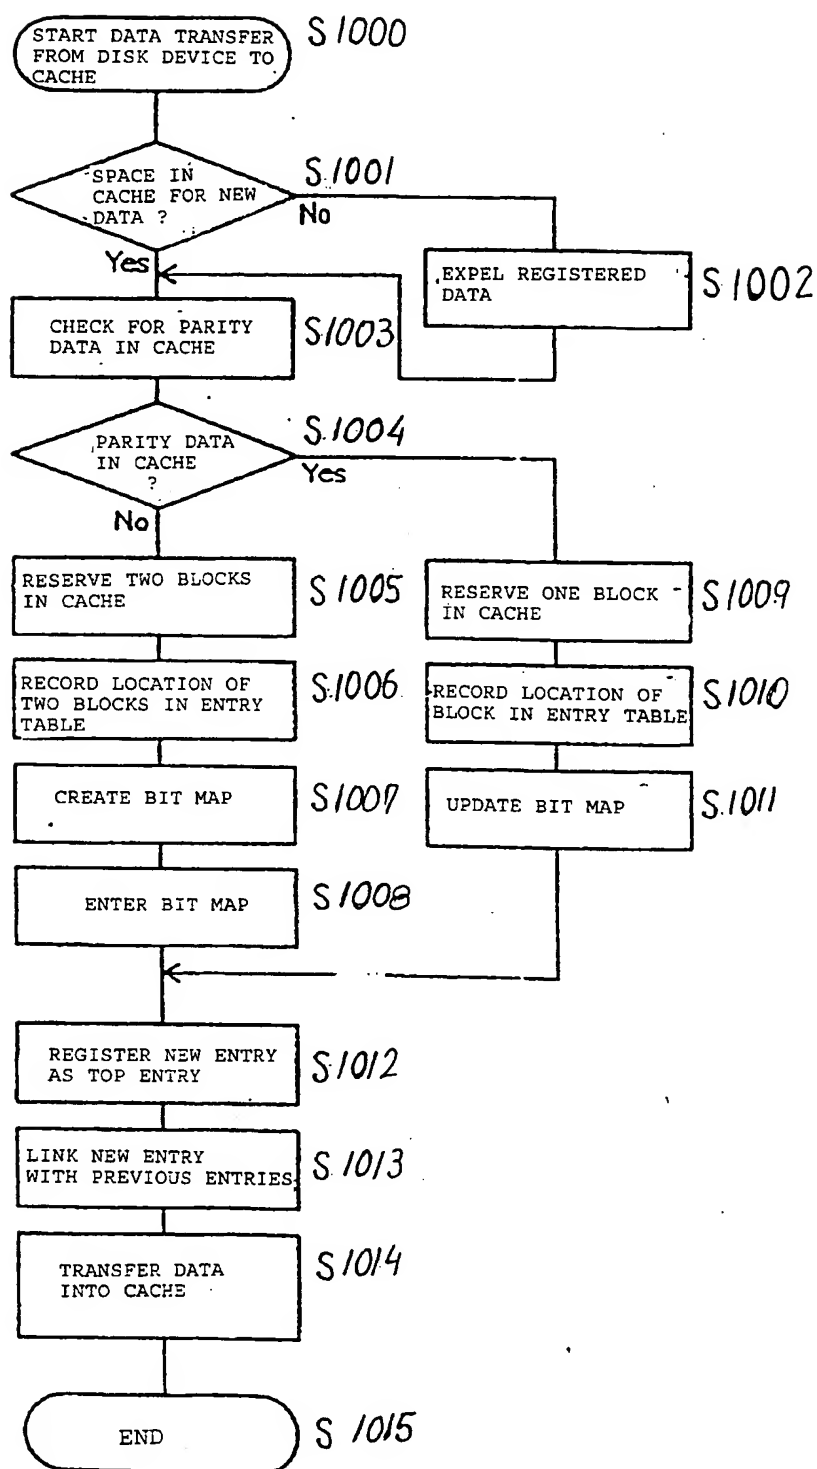 START DATA TRANSFER
FROM DISK DEVICE TO
CACHE
S1000
SPACE IN
CACHE FOR NEW
DATA ?
S1001
No
Yes
EXPEL REGISTERED
DATA
S1002
CHECK FOR PARITY
DATA IN CACHE
S1003
PARITY DATA
IN CACHE
?
S1004
Yes
No
RESERVE TWO BLOCKS
IN CACHE
S1005
RESERVE ONE BLOCK
IN CACHE
S1009
RECORD LOCATION OF
TWO BLOCKS IN ENTRY
TABLE
S1006
RECORD LOCATION OF
BLOCK IN ENTRY TABLE
S1010
CREATE BIT MAP
S1007
UPDATE BIT MAP
S1011
ENTER BIT MAP
S1008
REGISTER NEW ENTRY
AS TOP ENTRY
S1012
LINK NEW ENTRY
WITH PREVIOUS ENTRIES
S1013
TRANSFER DATA
INTO CACHE
S1014
END
S1015